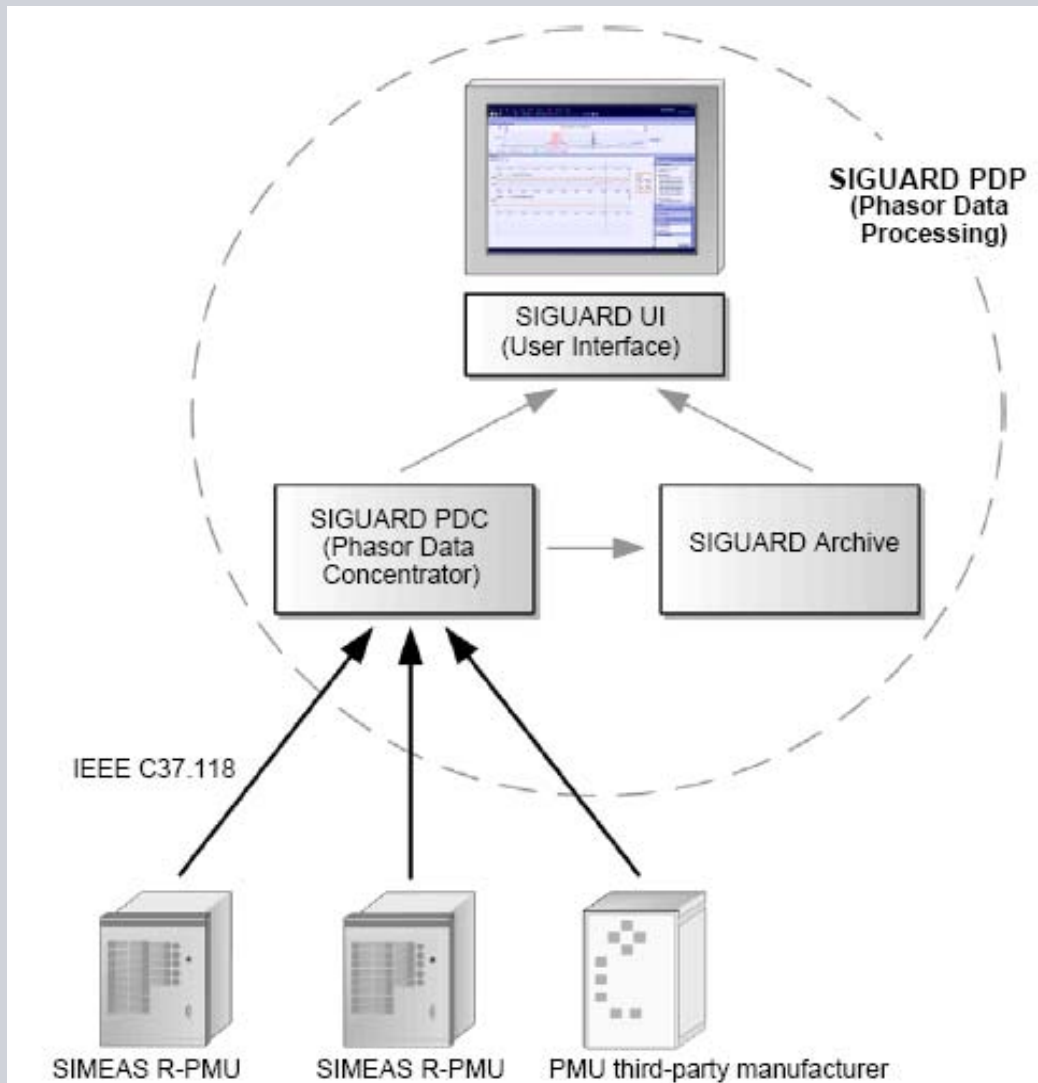 SIGUARD PDP
(Phasor Data
Processing)
SIGUARD UI
(User Interface)
SIGUARD PDC
(Phasor Data
Concentrator)
SIGUARD Archive
IEEE C37.118
SIMEAS R-PMU
SIMEAS R-PMU
PMU third-party manufacturer